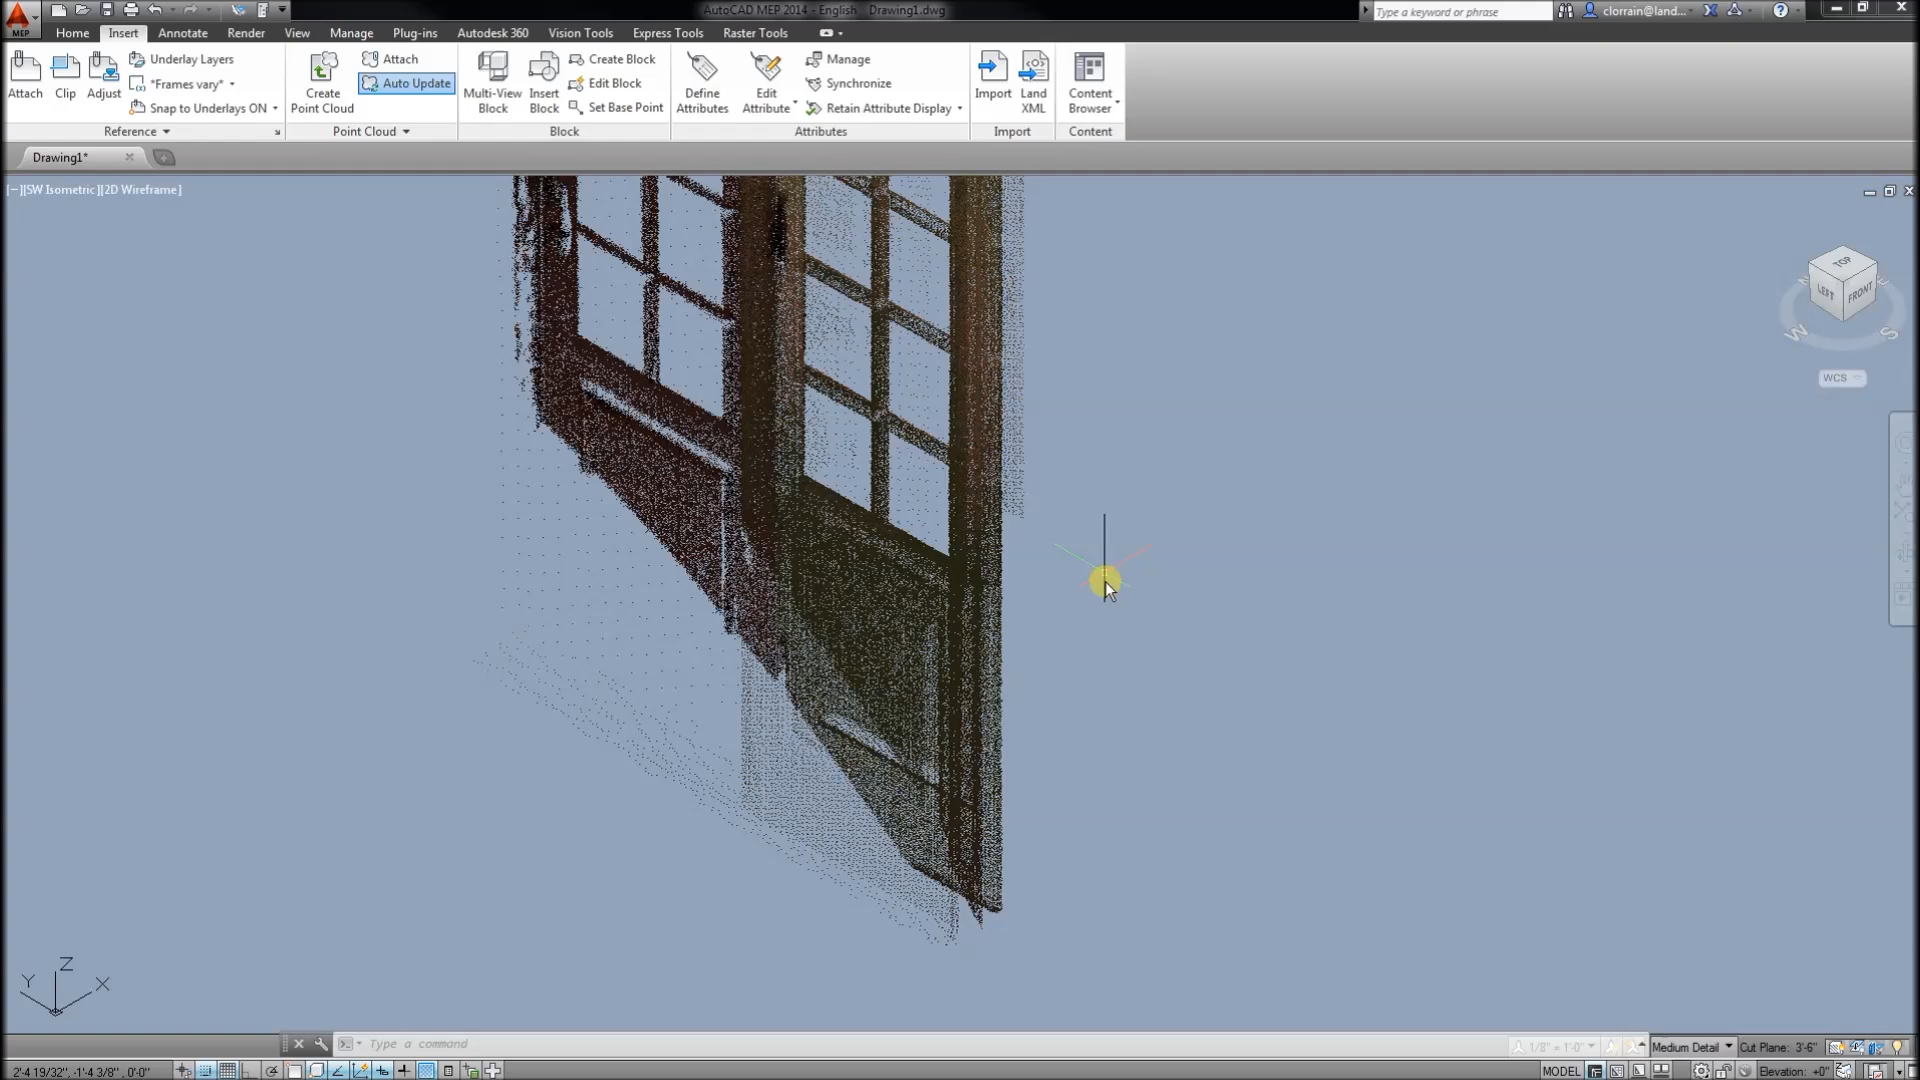 AutoCAD MEP 2014 - English Drawing1.dwg
Type a keyword or phrase
clorrain@land...
MEP
Home Insert Annotate Render View Manage Plug-ins Autodesk 360 Vision Tools Express Tools Raster Tools
Attach
Clip
Adjust
Underlay Layers
*Frames vary*
Snap to Underlays ON
Reference
Create
Point Cloud
Attach
Auto Update
Point Cloud
Multi-View
Block
Insert
Block
Create Block
Edit Block
Set Base Point
Block
Define
Attributes
Edit
Attribute
Manage
Synchronize
Retain Attribute Display
Attributes
Import
Land
XML
Import
Content
Browser
Content
Drawing1*
[−][SW Isometric][2D Wireframe]
TOP
LEFT
FRONT
W
S
WCS
Z
Y
X
Type a command
1/8" = 1'-0"
Medium Detail
Cut Plane: 3'-6"
2'-4 19/32", -1'-4 3/8" , 0'-0"
MODEL
Elevation: +0"